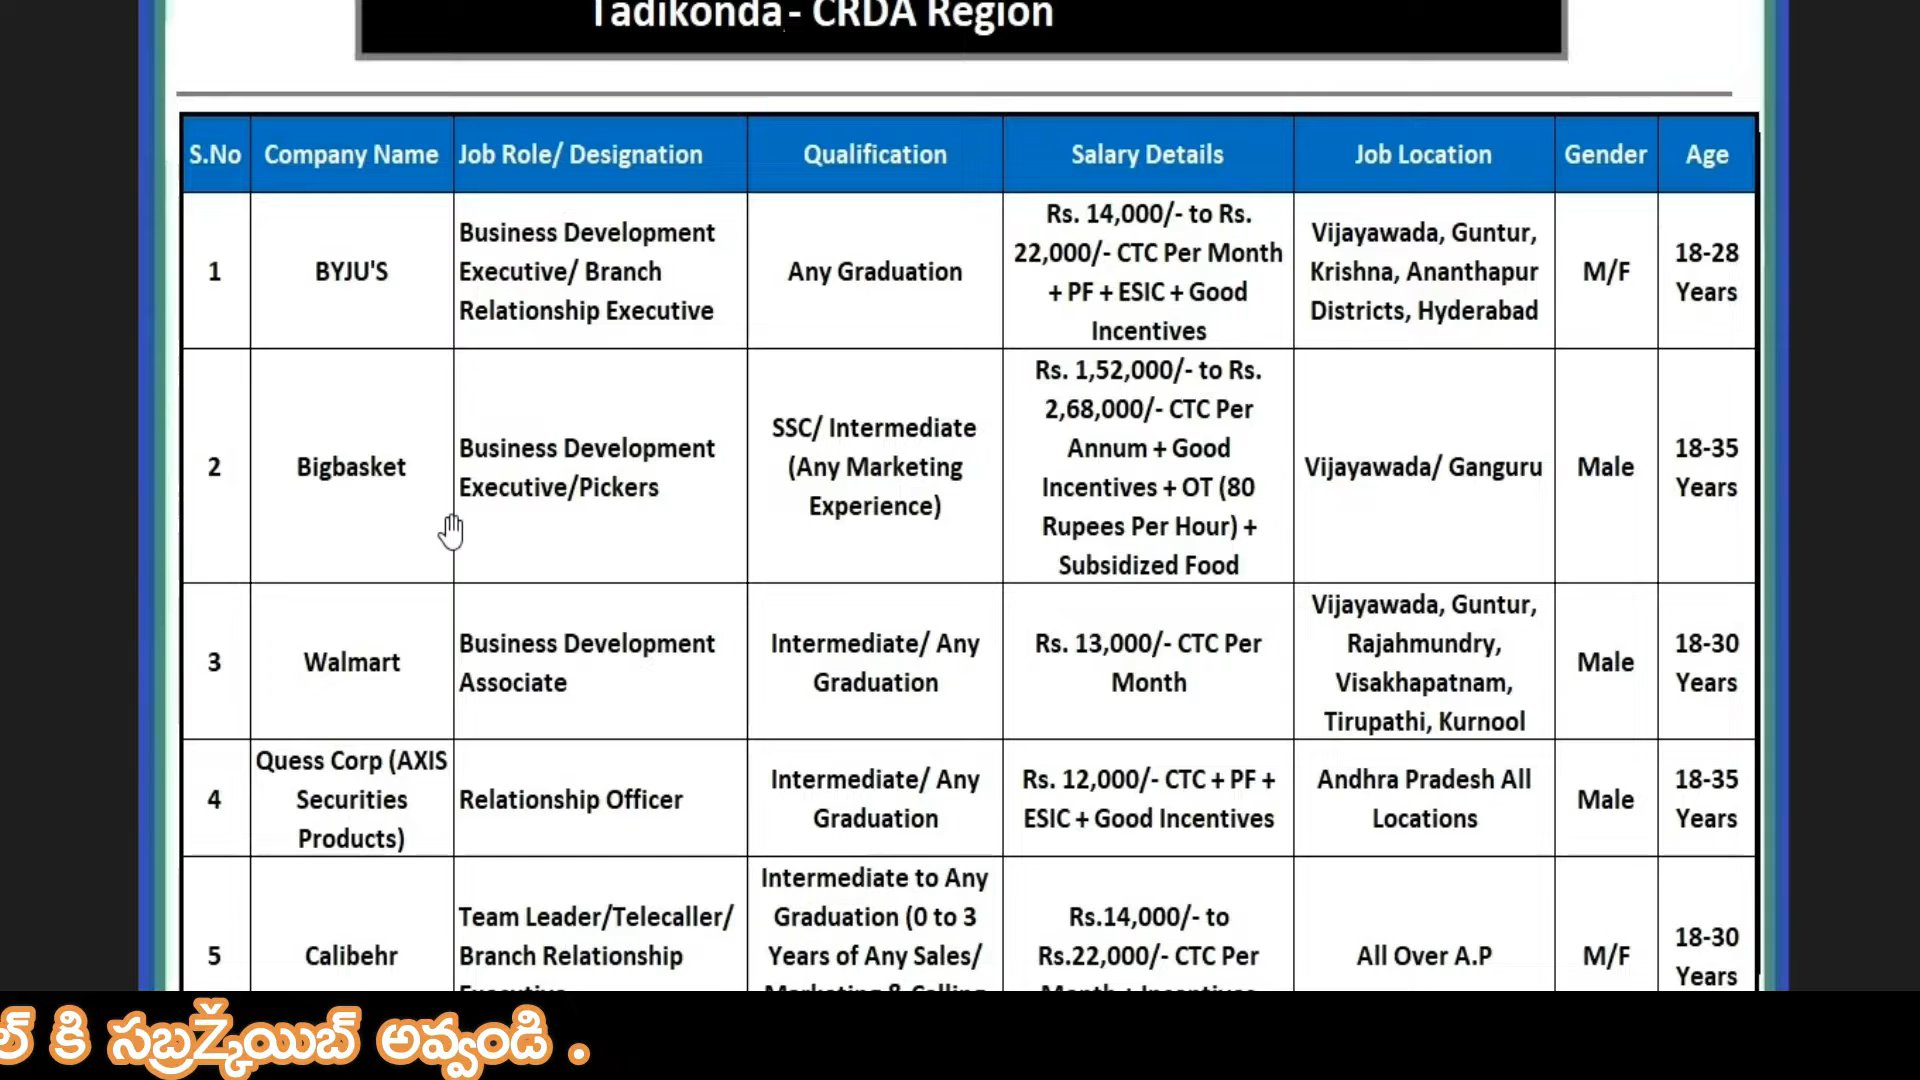 Tadikonda - CRDA Region
S.No Company Name Job Role/ Designation Qualification Salary Details Job Location Gender Age
1
BYJU'S
Business Development
Executive/ Branch
Relationship Executive
Any Graduation
Rs. 14,000/- to Rs.
22,000/- CTC Per Month
+ PF + ESIC + Good
Incentives
Vijayawada, Guntur,
Krishna, Ananthapur
Districts, Hyderabad
M/F
18-28
Years
2
Bigbasket
Business Development
Executive/Pickers
SSC/ Intermediate
(Any Marketing
Experience)
Rs. 1,52,000/- to Rs.
2,68,000/- CTC Per
Annum + Good
Incentives + OT (80
Rupees Per Hour) +
Subsidized Food
Vijayawada/ Ganguru
Male
18-35
Years
3
Walmart
Business Development
Associate
Intermediate/ Any
Graduation
Rs. 13,000/- CTC Per
Month
Vijayawada, Guntur,
Rajahmundry,
Visakhapatnam,
Tirupathi, Kurnool
Male
18-30
Years
4
Quess Corp (AXIS
Securities
Products)
Relationship Officer
Intermediate/ Any
Graduation
Rs. 12,000/- CTC + PF +
ESIC + Good Incentives
Andhra Pradesh All
Locations
Male
18-35
Years
5
Calibehr
Team Leader/Telecaller/
Branch Relationship
Executive
Intermediate to Any
Graduation (0 to 3
Years of Any Sales/
Marketing & Calling
Rs.14,000/- to
Rs.22,000/- CTC Per
Month + Incentives
All Over A.P
M/F
18-30
Years
కి అవ్వండి .